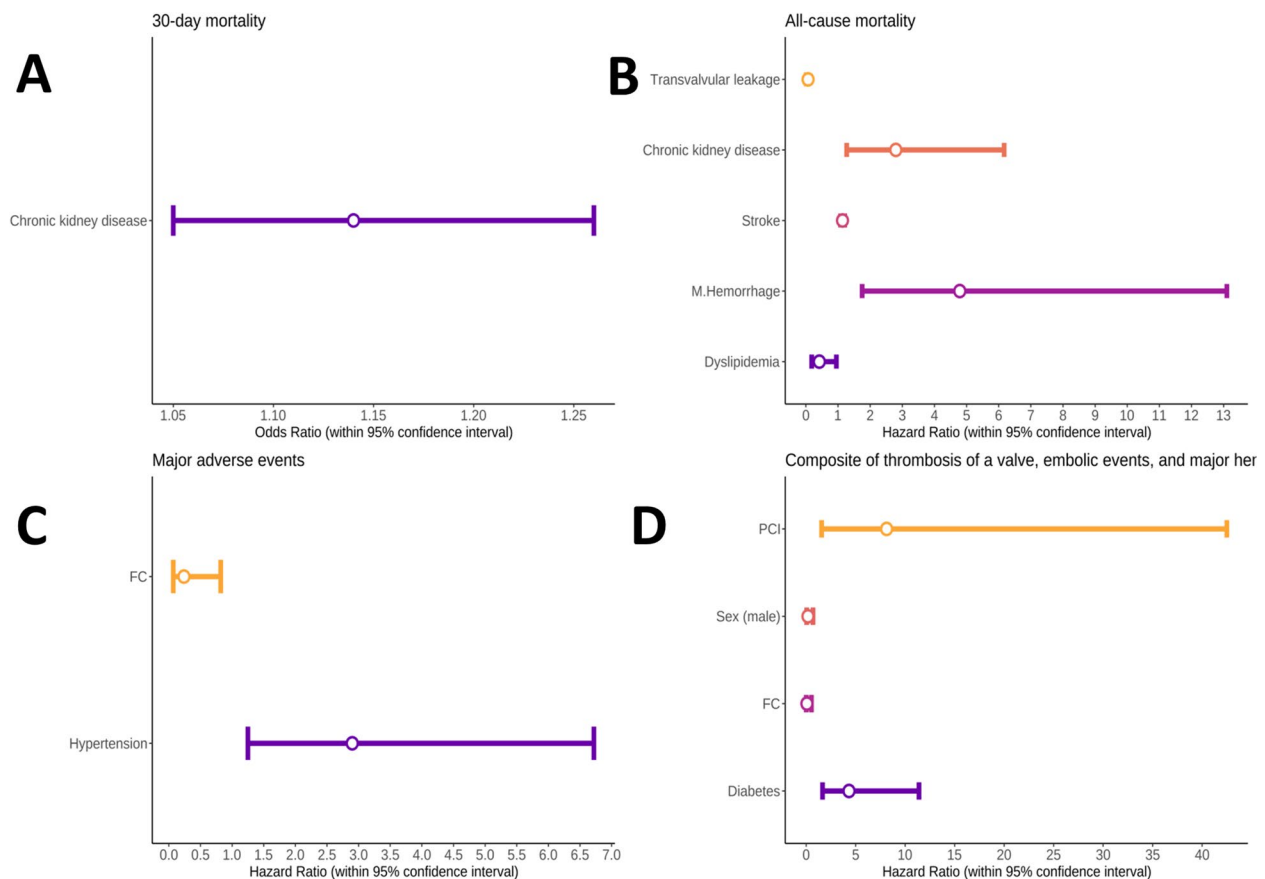 A
30-day mortality
Chronic kidney disease
1.05 1.10 1.15 1.20 1.25
Odds Ratio (within 95% confidence interval)
B
All-cause mortality
Transvalvular leakage
Chronic kidney disease
Stroke
M.Hemorrhage
Dyslipidemia
0 1 2 3 4 5 6 7 8 9 10 11 12 13
Hazard Ratio (within 95% confidence interval)
C
Major adverse events
FC
Hypertension
0.0 0.5 1.0 1.5 2.0 2.5 3.0 3.5 4.0 4.5 5.0 5.5 6.0 6.5 7.0
Hazard Ratio (within 95% confidence interval)
D
Composite of thrombosis of a valve, embolic events, and major her
PCI
Sex (male)
FC
Diabetes
0 5 10 15 20 25 30 35 40
Hazard Ratio (within 95% confidence interval)